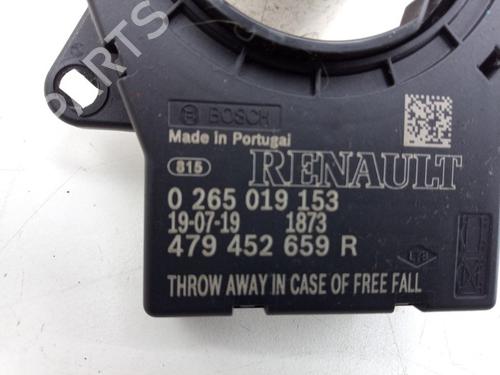 BOSCH
Made in Portugal
815
RENAULT
0 265 019 153
19-07-19 1873
479 452 659 R
THROW AWAY IN CASE OF FREE FALL